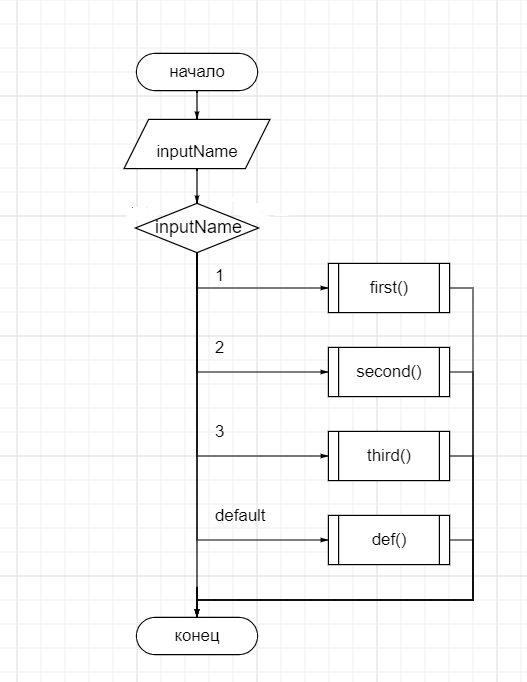 начало
inputName
inputName
1
first()
2
second()
3
third()
default
def()
конец